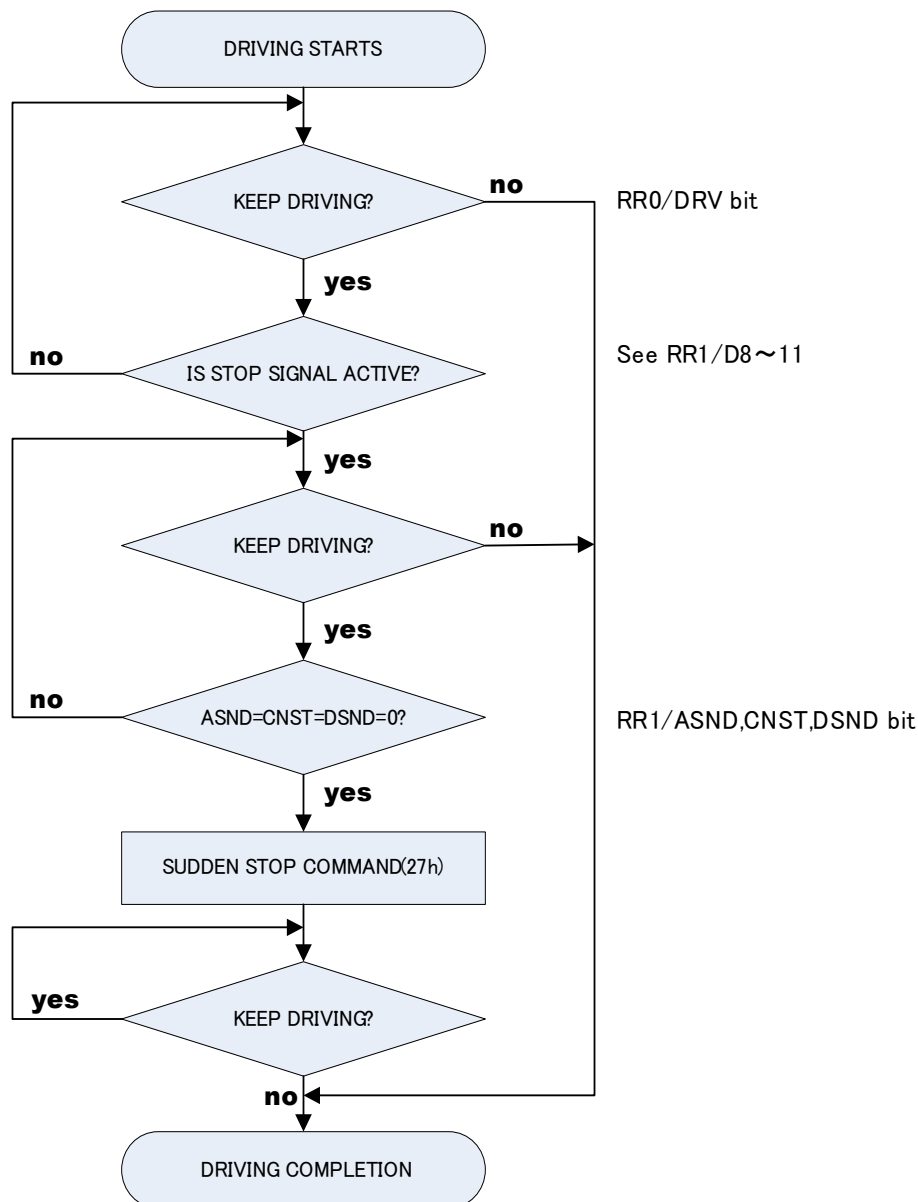 DRIVING STARTS
KEEP DRIVING?
no
RR0/DRV bit
yes
no
IS STOP SIGNAL ACTIVE?
See RR1/D8～11
yes
KEEP DRIVING?
no
yes
no
ASND=CNST=DSND=0?
RR1/ASND,CNST,DSND bit
yes
SUDDEN STOP COMMAND(27h)
yes
KEEP DRIVING?
no
DRIVING COMPLETION